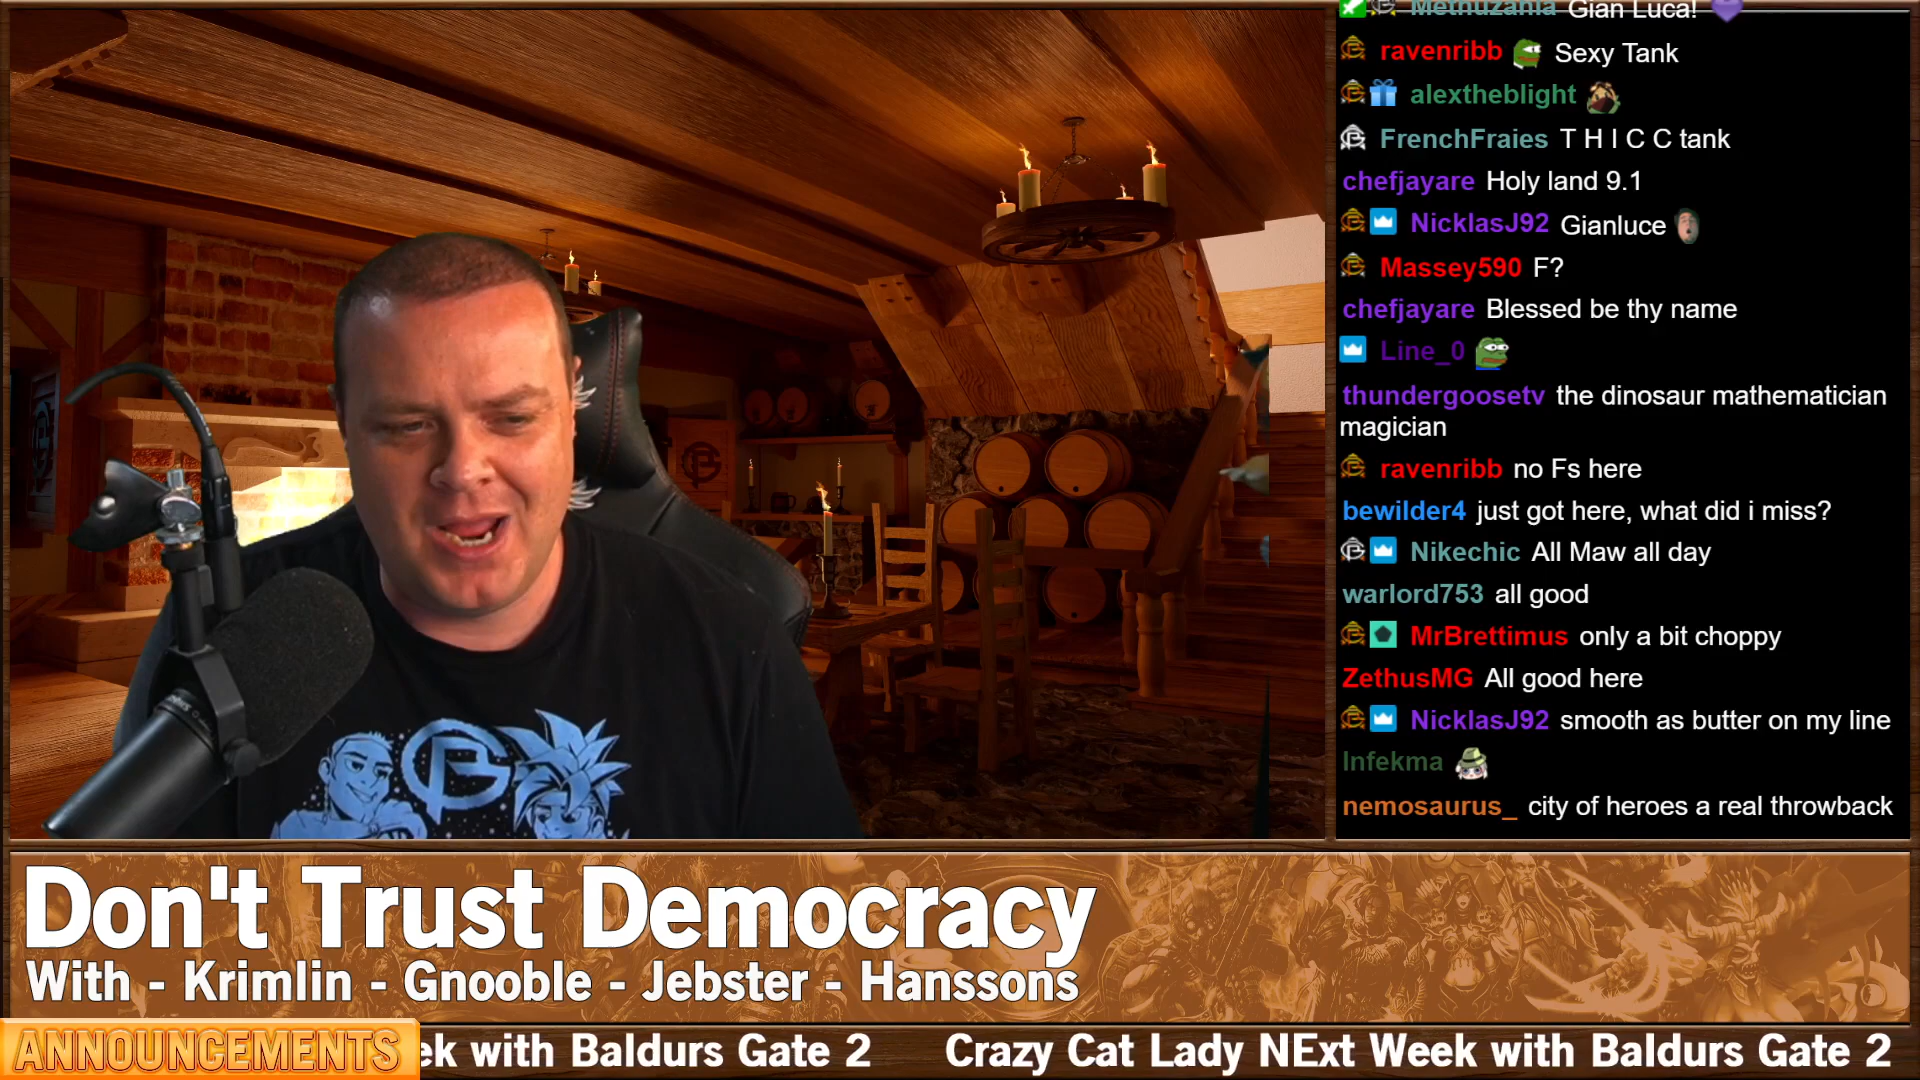 Methuzania Gian Luca!
ravenribb Sexy Tank
alextheblight
FrenchFraies T H I C C tank
chefjayare Holy land 9.1
NicklasJ92 Gianluce
Massey590 F?
chefjayare Blessed be thy name
Line_0
thundergoosetv the dinosaur mathematician
magician
ravenribb no Fs here
bewilder4 just got here, what did i miss?
Nikechic All Maw all day
warlord753 all good
MrBrettimus only a bit choppy
ZethusMG All good here
NicklasJ92 smooth as butter on my line
Infekma
nemosaurus_ city of heroes a real throwback
Don't Trust Democracy
With - Krimlin - Gnooble - Jebster - Hanssons
ANNOUNCEMENTS ek with Baldurs Gate 2 Crazy Cat Lady NExt Week with Baldurs Gate 2